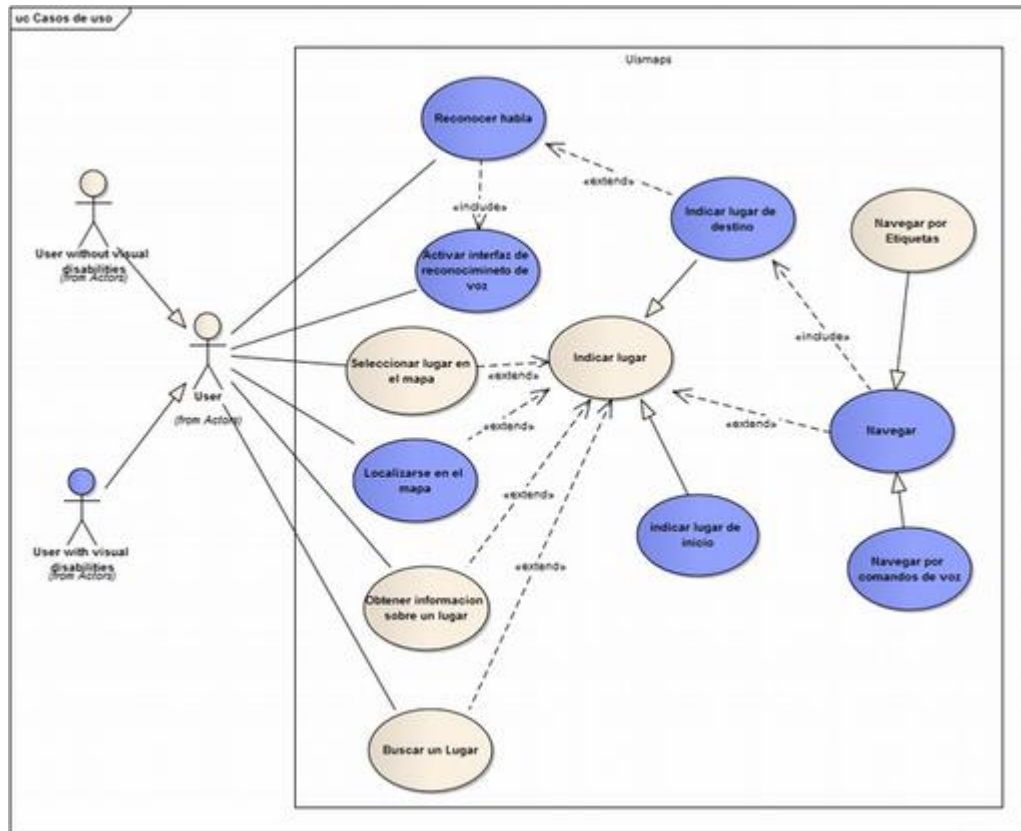 uc Casos de uso
Uismaps
Reconocer habla
«extend»
«include»
Indicar lugar de
destino
Navegar por
Etiquetas
User without visual
disabilities
(from Actors)
Activar interfaz de
reconocimineto de
voz
«include»
Seleccionar lugar en
el mapa
«extend»
Indicar lugar
User
(from Actors)
«extend»
«extend»
Navegar
Localizarse en el
mapa
«extend»
indicar lugar de
inicio
User with visual
disabilities
(from Actors)
«extend»
Navegar por
comandos de voz
Obtener informacion
sobre un lugar
Buscar un Lugar